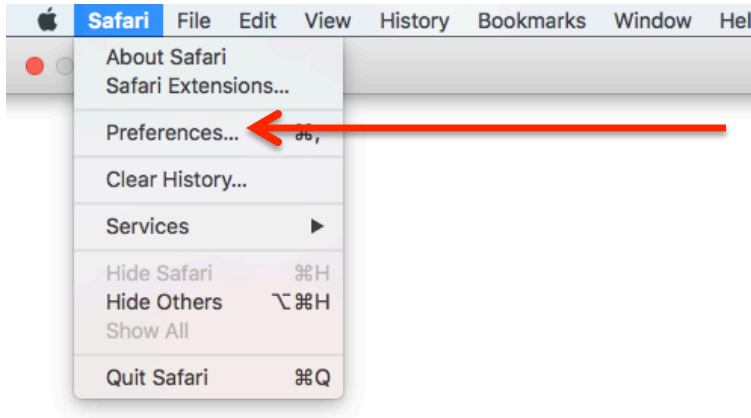 Safari File Edit View History Bookmarks Window Hel
About Safari
Safari Extensions...
Preferences... ⌘,
Clear History...
Services ▶
Hide Safari ⌘H
Hide Others ⌥⌘H
Show All
Quit Safari ⌘Q